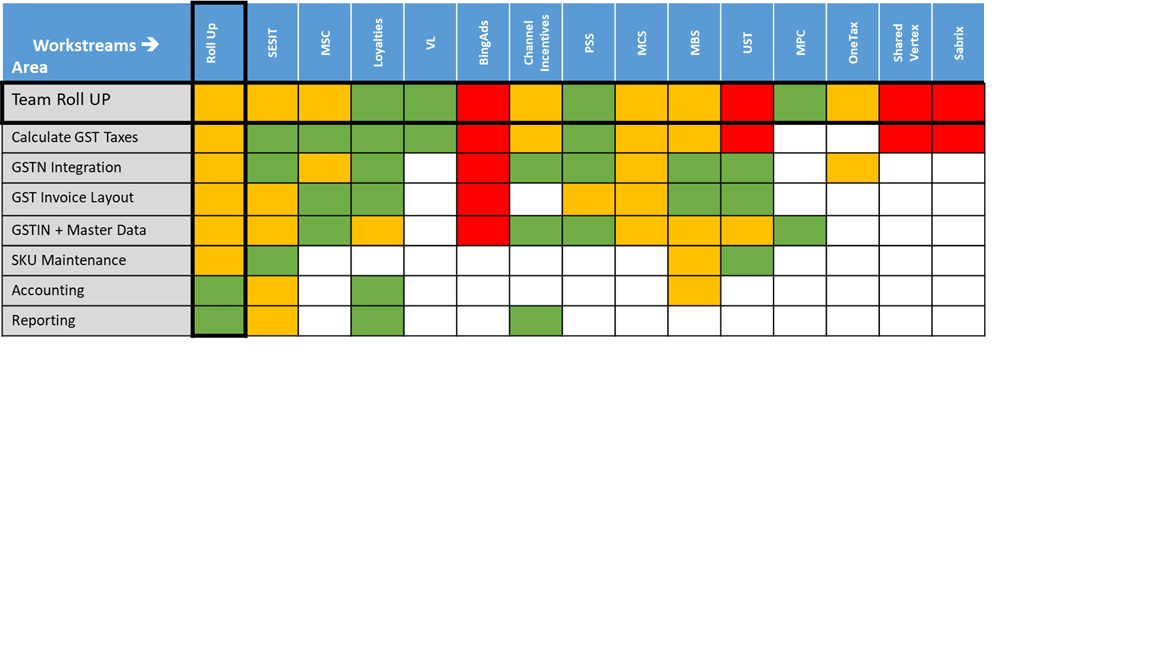 Workstreams →
Area
Roll Up
SESIT
MSC
Loyalties
VL
BingAds
Channel
Incentives
PSS
MCS
MBS
UST
MPC
OneTax
Shared
Vertex
Sabrix
Team Roll UP
Calculate GST Taxes
GSTN Integration
GST Invoice Layout
GSTIN + Master Data
SKU Maintenance
Accounting
Reporting